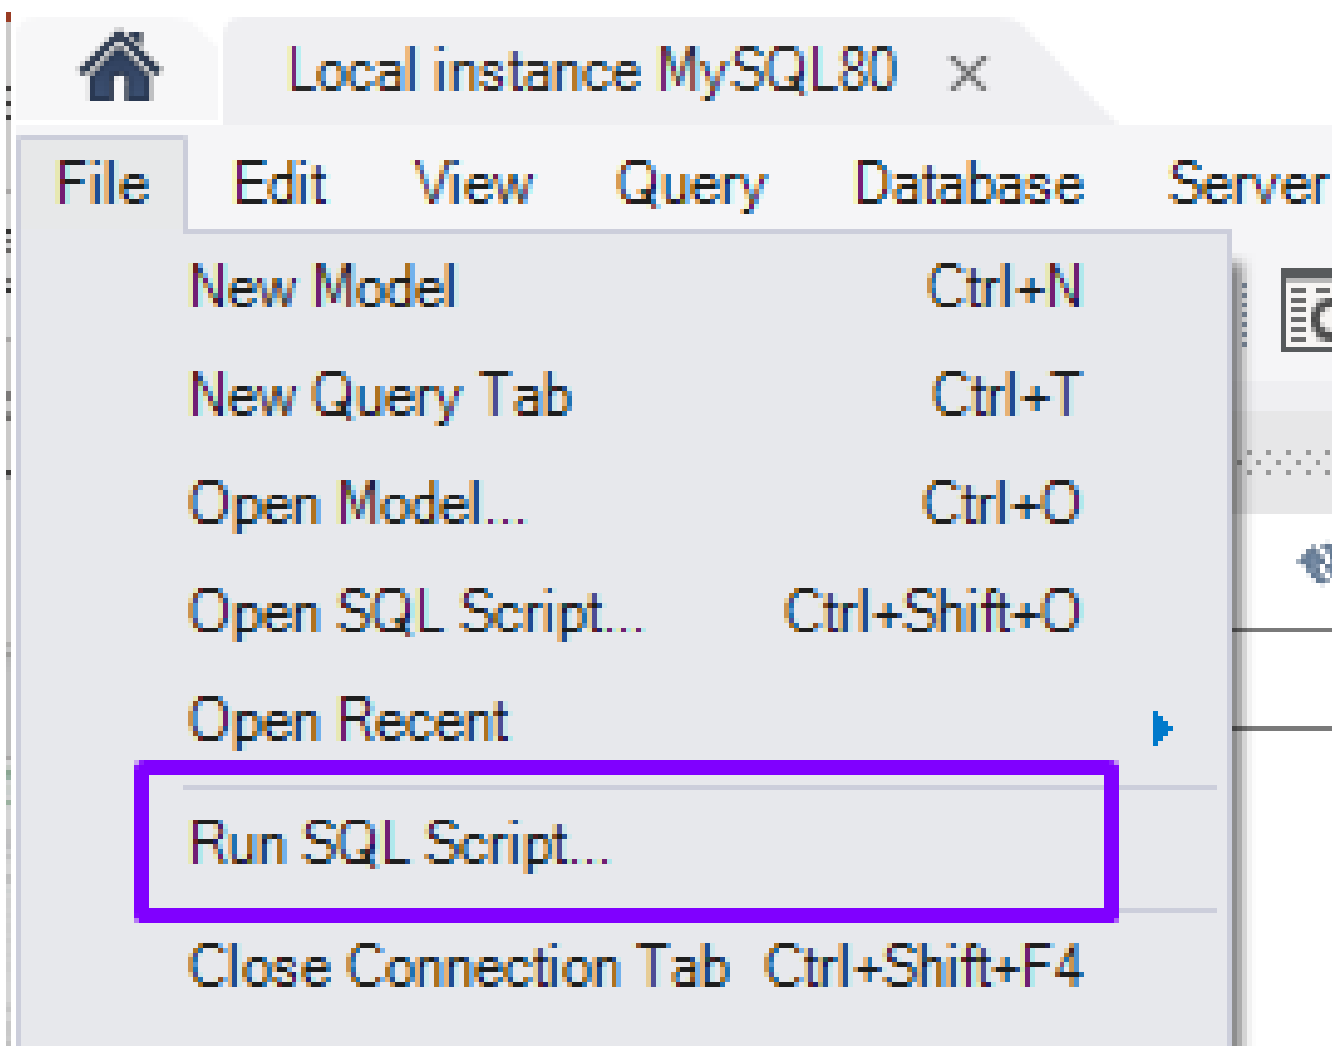 Local instance MySQL80
File Edit View Query Database Server
New Model Ctrl+N
New Query Tab Ctrl+T
Open Model... Ctrl+O
Open SQL Script... Ctrl+Shift+O
Open Recent
Run SQL Script...
Close Connection Tab Ctrl+Shift+F4